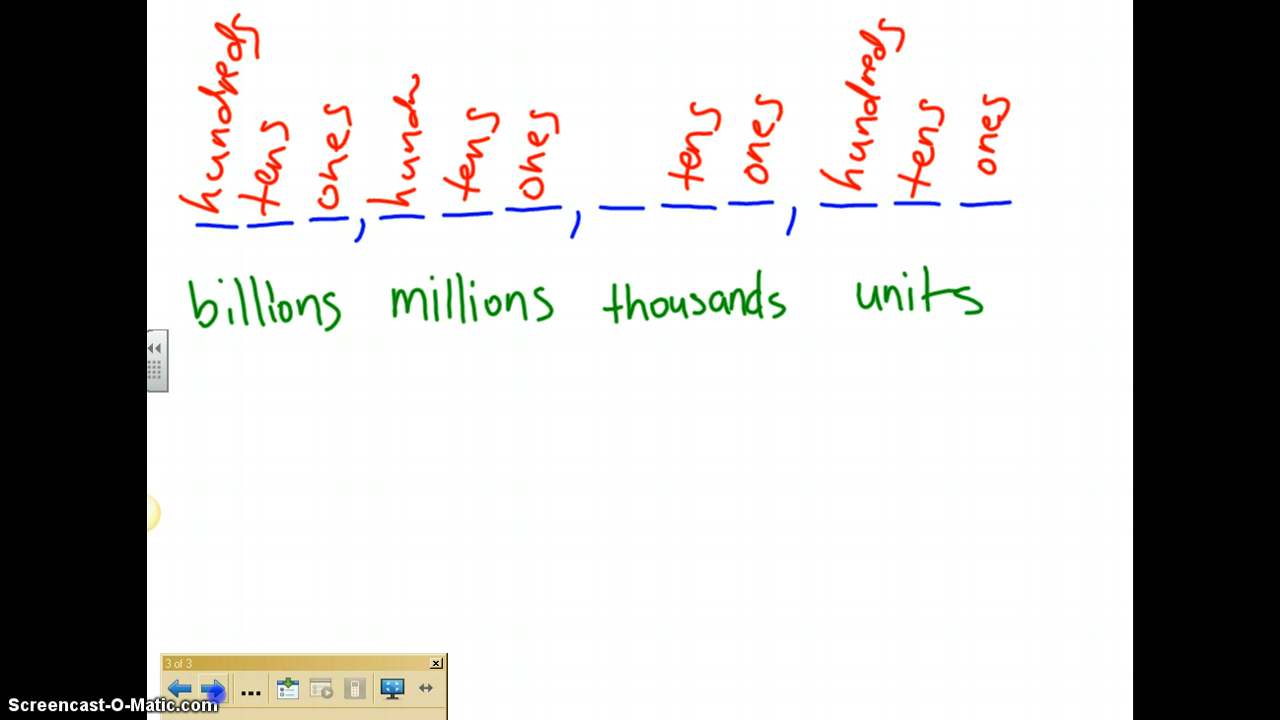 hundreds tens ones hundr tens ones tens ones hundreds tens ones
, , ,
billions millions thousands units
3 of 3
...
Screencast-O-Matic.com